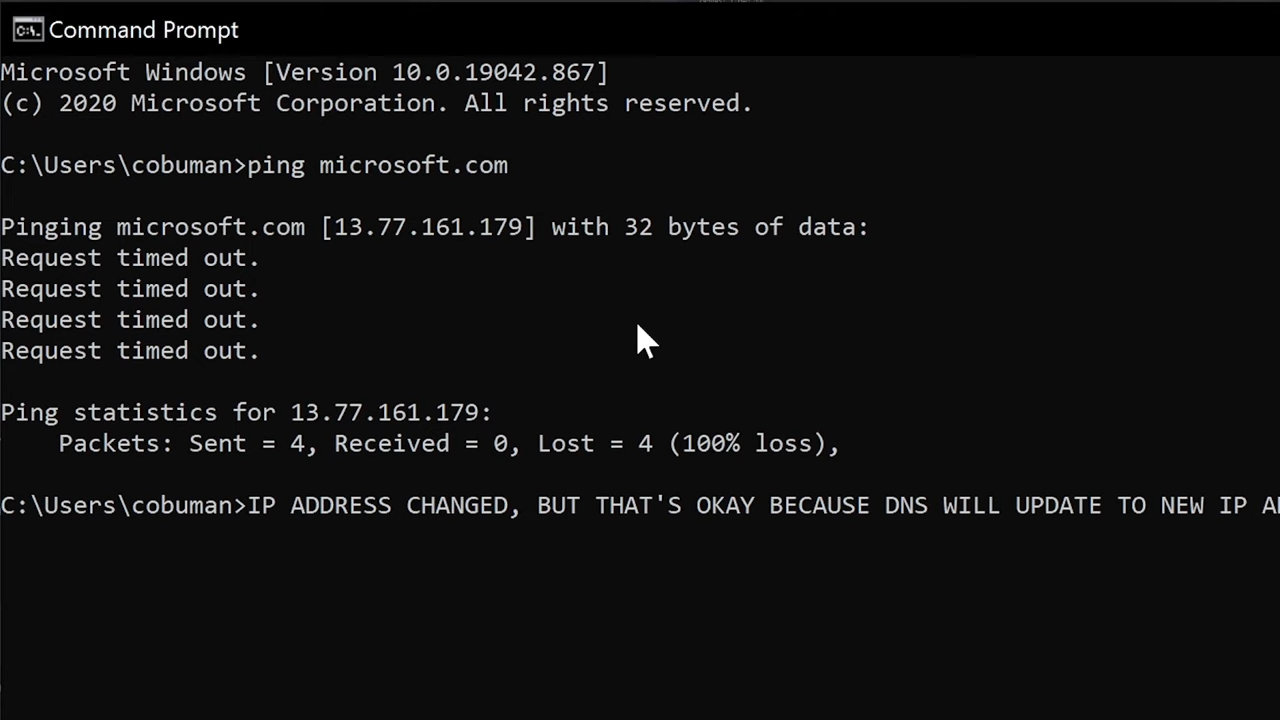 Command Prompt
Microsoft Windows [Version 10.0.19042.867]
(c) 2020 Microsoft Corporation. All rights reserved.
C:\Users\cobuman>ping microsoft.com
Pinging microsoft.com [13.77.161.179] with 32 bytes of data:
Request timed out.
Request timed out.
Request timed out.
Request timed out.
Ping statistics for 13.77.161.179:
    Packets: Sent = 4, Received = 0, Lost = 4 (100% loss),
C:\Users\cobuman>IP ADDRESS CHANGED, BUT THAT'S OKAY BECAUSE DNS WILL UPDATE TO NEW IP